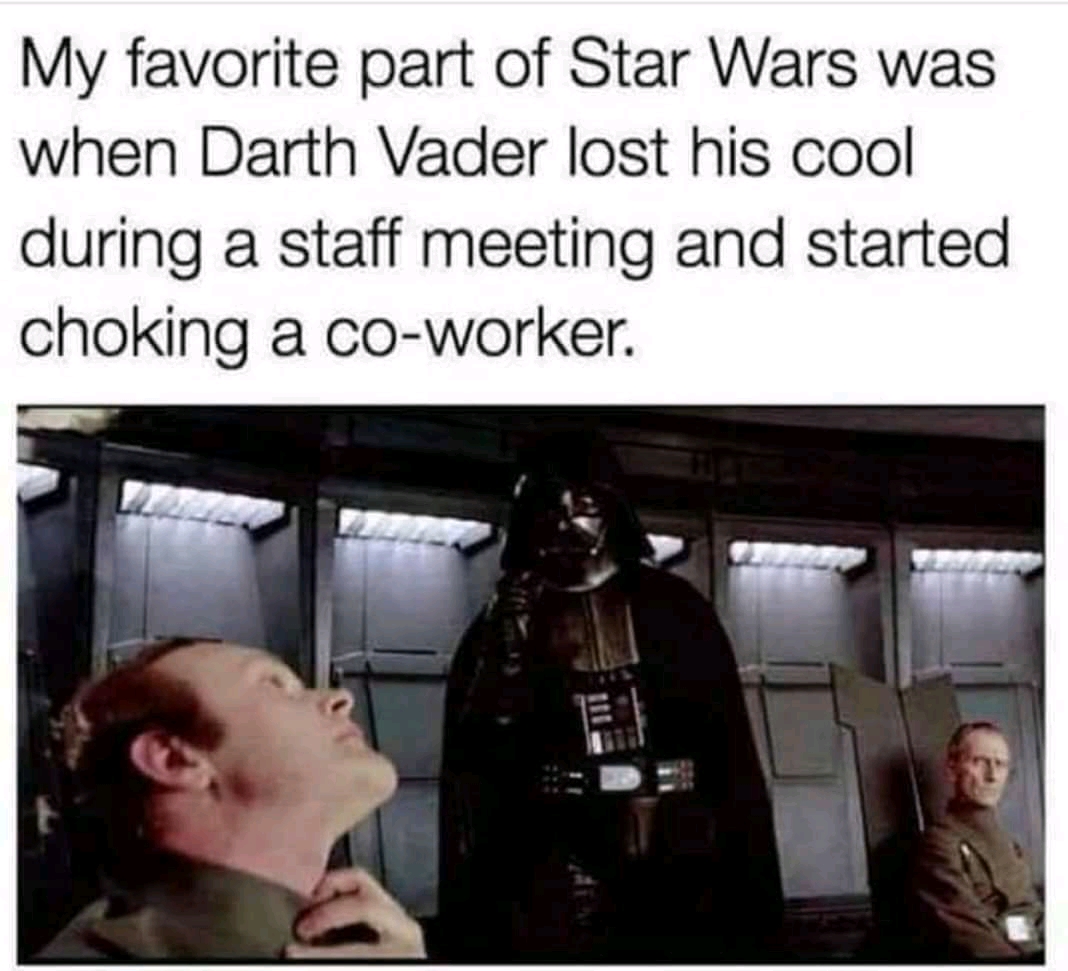 My favorite part of Star Wars was
when Darth Vader lost his cool
during a staff meeting and started
choking a co-worker.